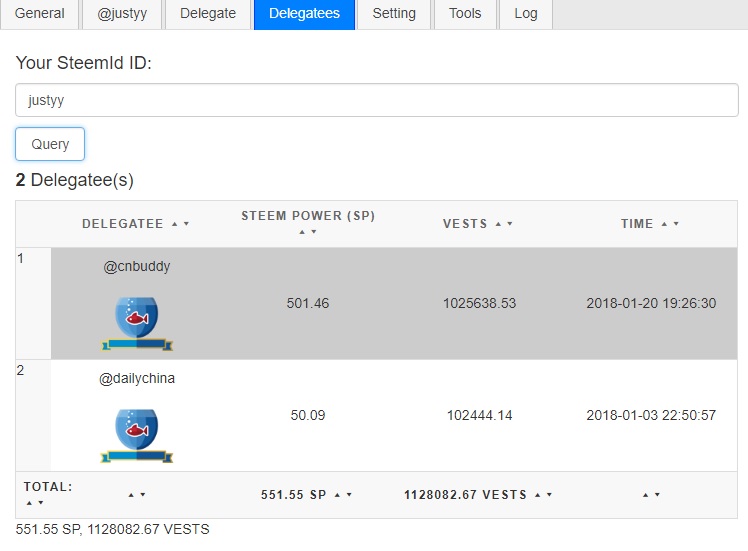 General @justyy Delegate Delegatees Setting Tools Log
Your SteemId ID:
justyy
Query
2 Delegatee(s)
DELEGATEE ▲ ▼ STEEM POWER (SP) ▲ ▼ VESTS ▲ ▼ TIME ▲ ▼
1 @cnbuddy 501.46 1025638.53 2018-01-20 19:26:30
2 @dailychina 50.09 102444.14 2018-01-03 22:50:57
TOTAL: ▲ ▼ ▲ ▼ 551.55 SP ▲ ▼ 1128082.67 VESTS ▲ ▼ ▲ ▼
551.55 SP, 1128082.67 VESTS